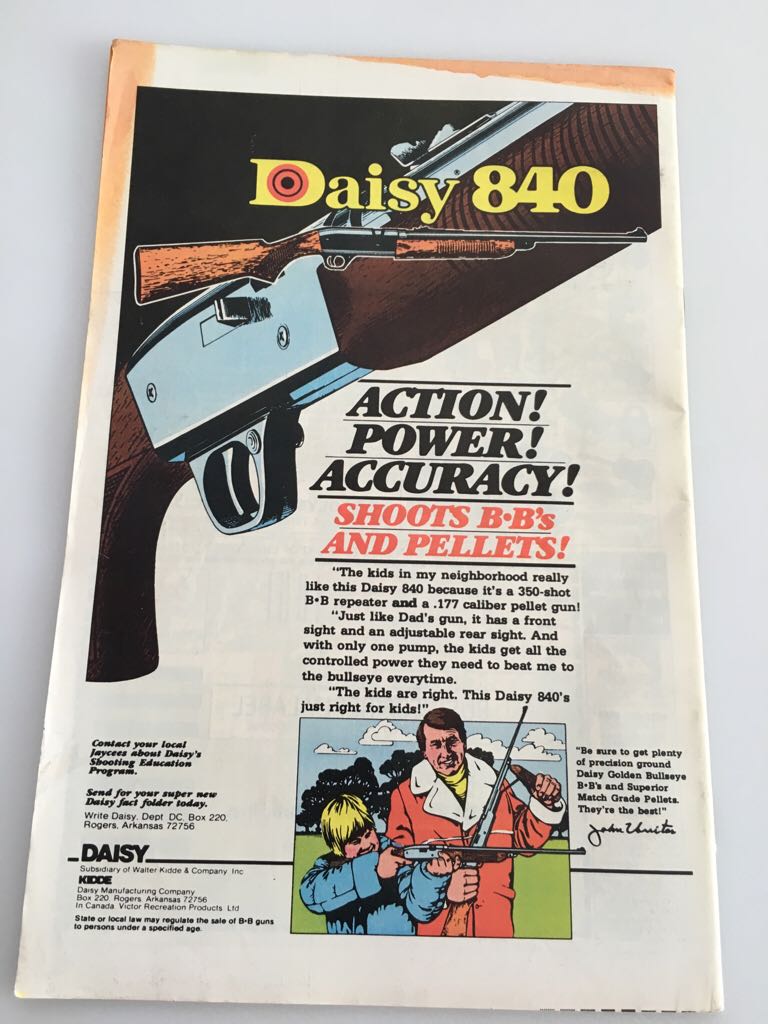 Daisy 840
ACTION!
POWER!
ACCURACY!
SHOOTS B•B's
AND PELLETS!
"The kids in my neighborhood really
like this Daisy 840 because it's a 350-shot
B•B repeater and a .177 caliber pellet gun!
"Just like Dad's gun, it has a front
sight and an adjustable rear sight. And
with only one pump, the kids get all the
controlled power they need to beat me to
the bullseye everytime.
"The kids are right. This Daisy 840's
just right for kids!"
Contact your local
Jaycees about Daisy's
Shooting Education
Program.
Send for your super new
Daisy fact folder today.
Write Daisy, Dept DC, Box 220,
Rogers, Arkansas 72756
"Be sure to get plenty
of precision ground
Daisy Golden Bullseye
B•B's and Superior
Match Grade Pellets.
They're the best!"
John Unitas
DAISY
Subsidiary of Walter Kidde & Company Inc
KIDDE
Daisy Manufacturing Company
Box 220, Rogers, Arkansas 72756
In Canada, Victor Recreation Products Ltd
State or local law may regulate the sale of B•B guns
to persons under a specified age.